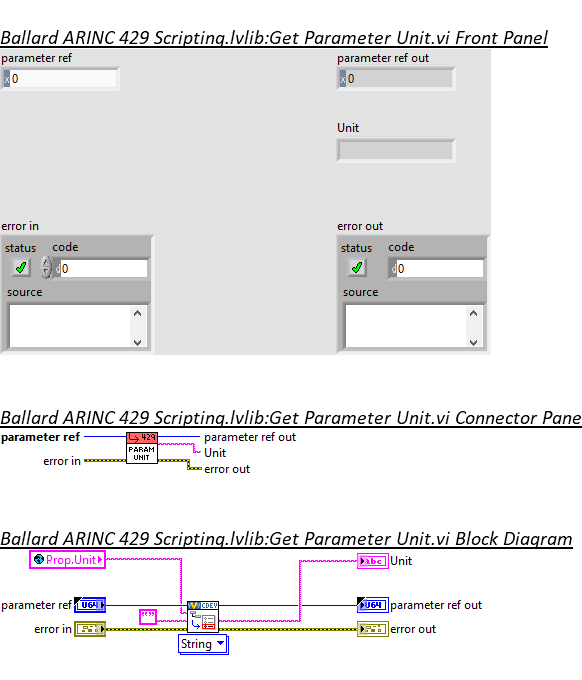 Ballard ARINC 429 Scripting.lvlib:Get Parameter Unit.vi Front Panel
parameter ref parameter ref out
x 0 x 0
Unit
error in error out
status code status code
d 0 d 0
source source
Ballard ARINC 429 Scripting.lvlib:Get Parameter Unit.vi Connector Pane
parameter ref 429 parameter ref out
PARAM Unit
error in UNIT error out
Ballard ARINC 429 Scripting.lvlib:Get Parameter Unit.vi Block Diagram
Prop.Unit abc Unit
parameter ref U64 CDEV U64 parameter ref out
""
error in error out
String